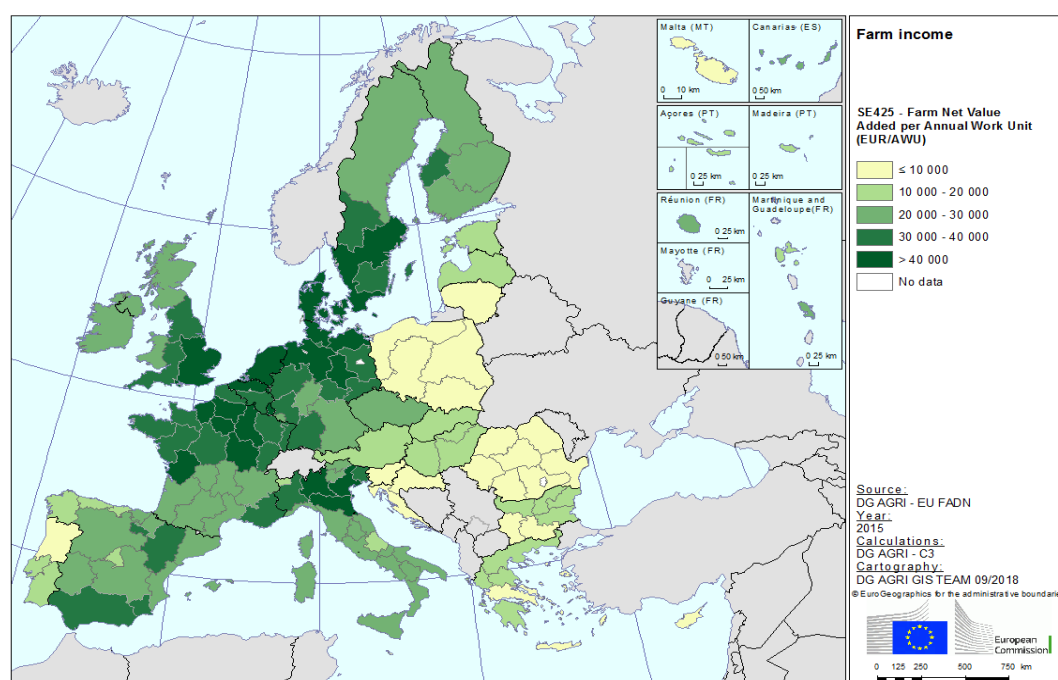 Malta (MT)
0 10 km
Canarias (ES)
0 50 km
Açores (PT)
0 25 km
0 25 km
Madeira (PT)
0 25 km
Réunion (FR)
0 25 km
Mayotte (FR)
0 25 km
Guyane (FR)
0 50 km
Martinique and
Guadeloupe(FR)
0 25 km
Farm income
SE425 - Farm Net Value
Added per Annual Work Unit
(EUR/AWU)
≤ 10 000
10 000 - 20 000
20 000 - 30 000
30 000 - 40 000
> 40 000
No data
Source:
DG AGRI - EU FADN
Year:
2015
Calculations:
DG AGRI - C3
Cartography:
DG AGRI GIS TEAM 09/2018
© EuroGeographics for the administrative boundarie
European
Commission
0 125 250 500 750 km